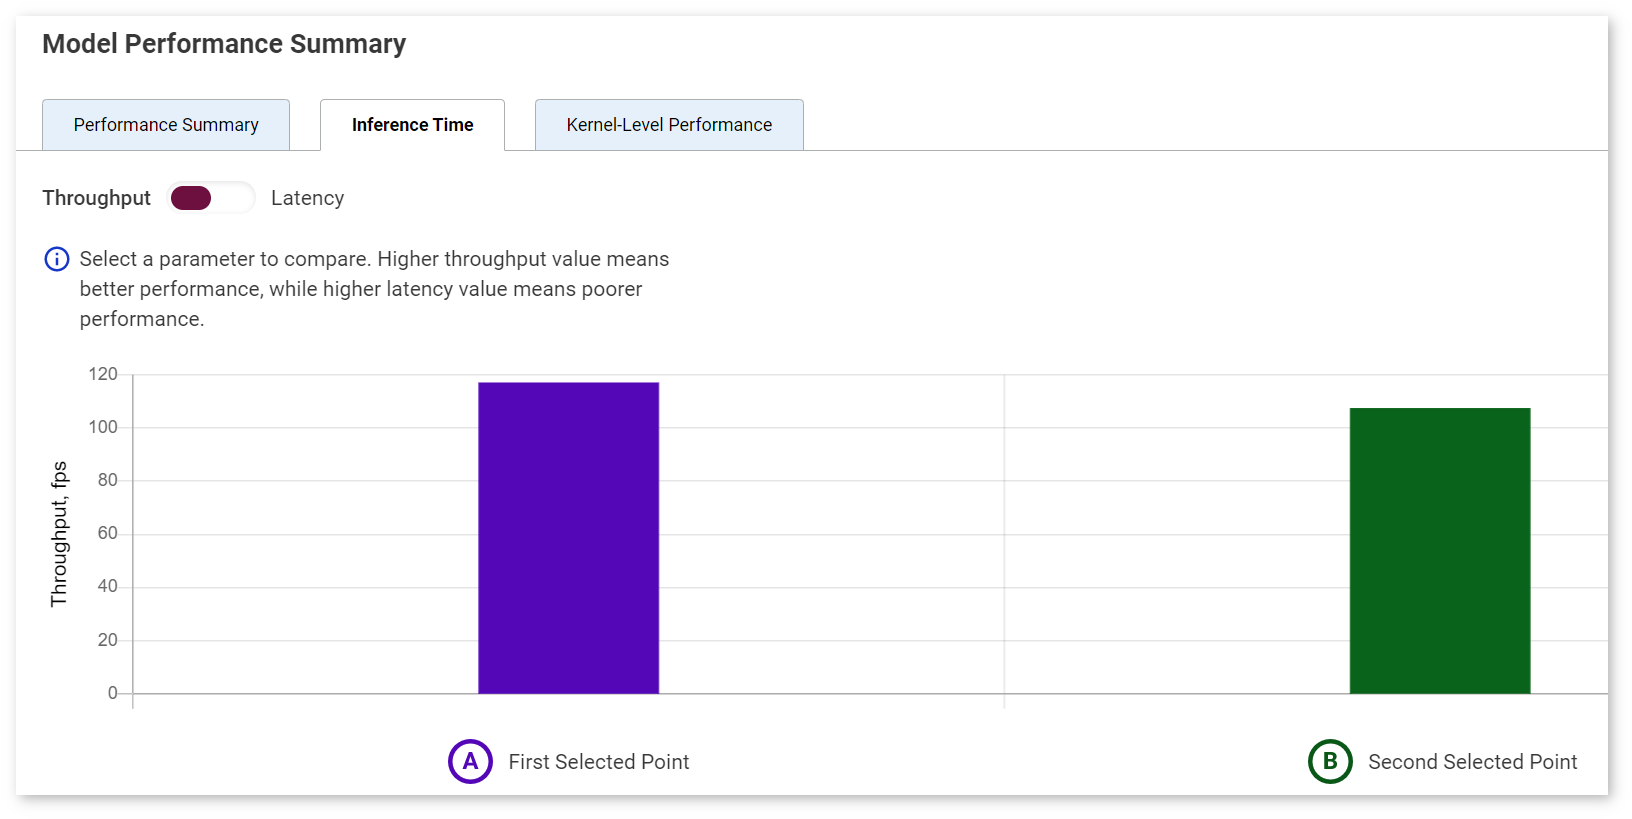 Model Performance Summary
Performance Summary
Inference Time
Kernel-Level Performance
Throughput
Latency
Select a parameter to compare. Higher throughput value means
better performance, while higher latency value means poorer
performance.
120
100
80
60
40
20
0
Throughput, fps
A First Selected Point
B Second Selected Point